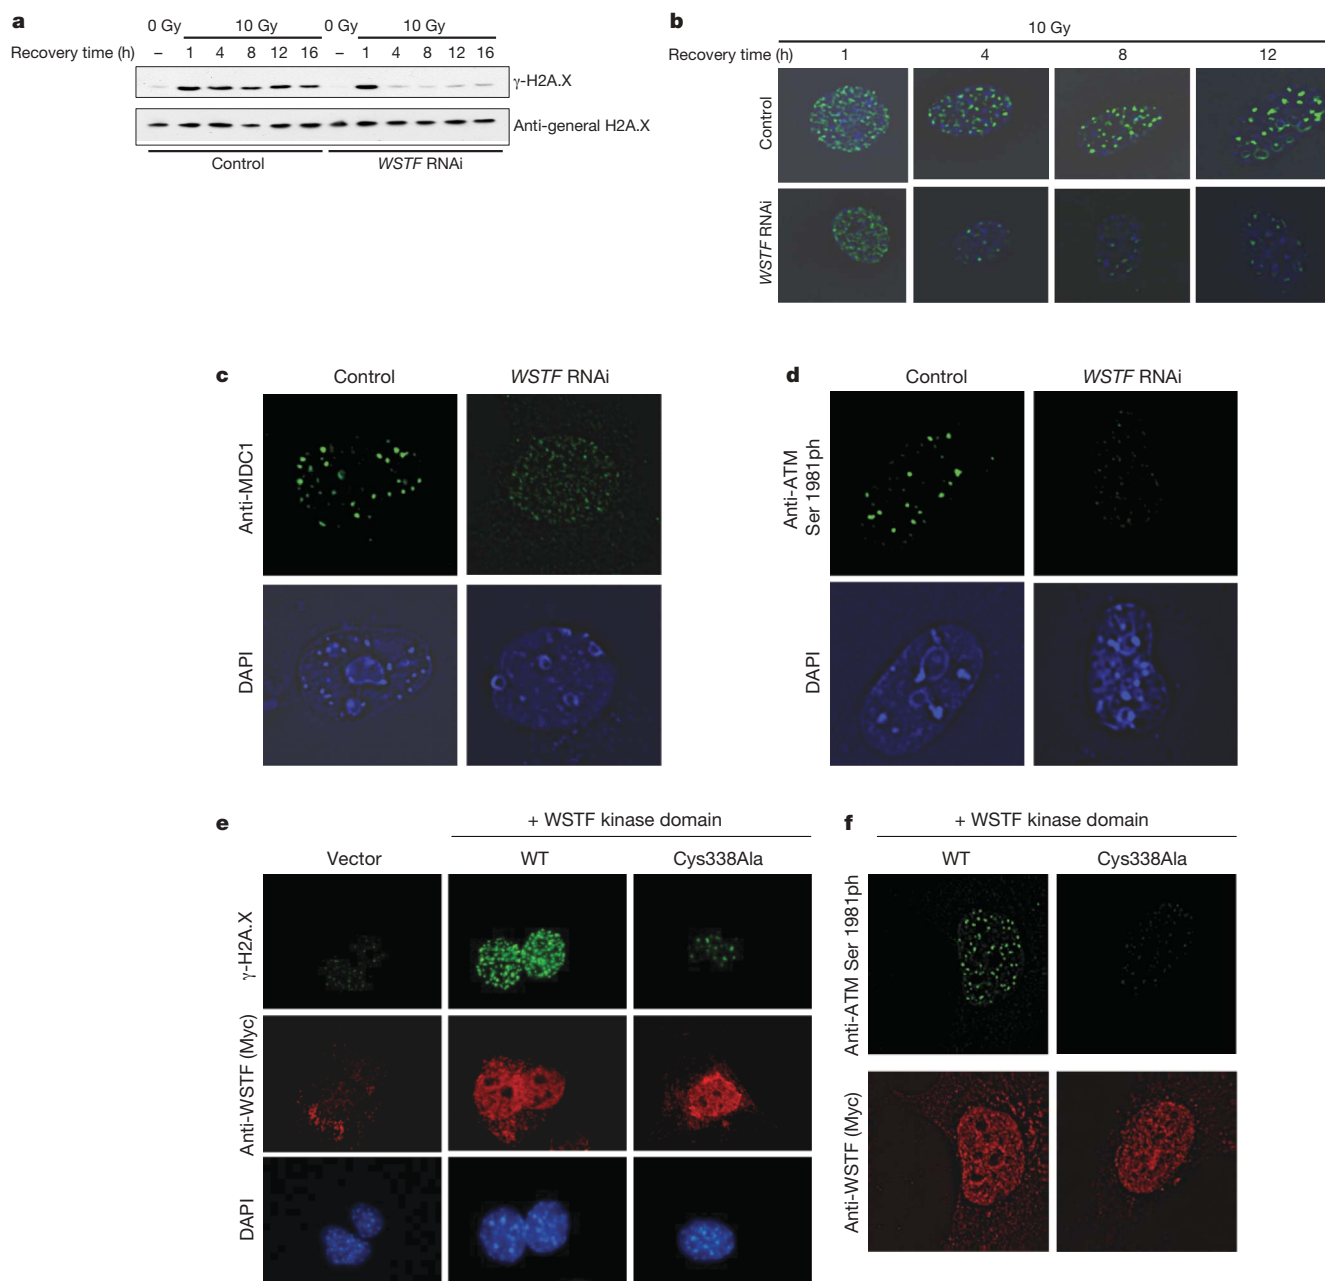 a
0 Gy 10 Gy 0 Gy 10 Gy
Recovery time (h) – 1 4 8 12 16 – 1 4 8 12 16
γ-H2A.X
Anti-general H2A.X
Control WSTF RNAi
b
10 Gy
Recovery time (h) 1 4 8 12
Control
WSTF RNAi
c
Control WSTF RNAi
Anti-MDC1
DAPI
d
Control WSTF RNAi
Anti-ATM
Ser 1981ph
DAPI
e
+ WSTF kinase domain
Vector WT Cys338Ala
γ-H2A.X
Anti-WSTF (Myc)
DAPI
f
+ WSTF kinase domain
WT Cys338Ala
Anti-ATM Ser 1981ph
Anti-WSTF (Myc)